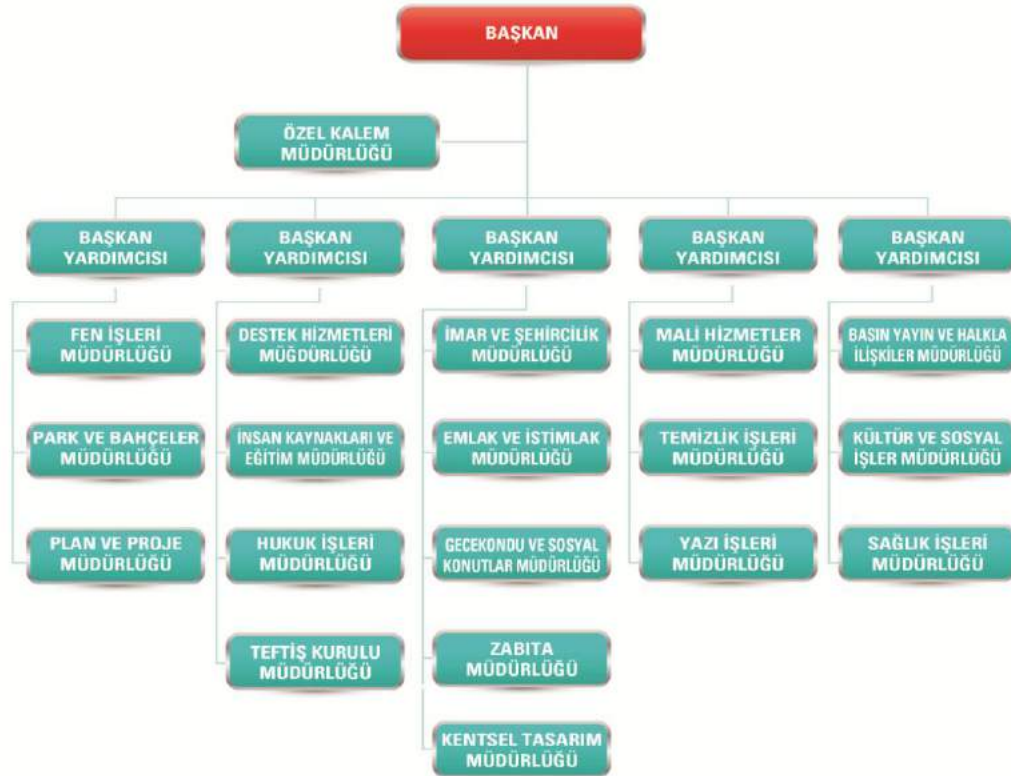 BAŞKAN
ÖZEL KALEM
MÜDÜRLÜĞÜ
BAŞKAN
YARDIMCISI
BAŞKAN
YARDIMCISI
BAŞKAN
YARDIMCISI
BAŞKAN
YARDIMCISI
BAŞKAN
YARDIMCISI
FEN İŞLERİ
MÜDÜRLÜĞÜ
DESTEK HİZMETLERİ
MÜĞDÜRLÜĞÜ
İMAR VE ŞEHİRCİLİK
MÜDÜRLÜĞÜ
MALİ HİZMETLER
MÜDÜRLÜĞÜ
BASIN YAYIN VE HALKLA
İLİŞKİLER MÜDÜRLÜĞÜ
PARK VE BAHÇELER
MÜDÜRLÜĞÜ
İNSAN KAYNAKLARI VE
EĞİTİM MÜDÜRLÜĞÜ
EMLAK VE İSTİMLAK
MÜDÜRLÜĞÜ
TEMİZLİK İŞLERİ
MÜDÜRLÜĞÜ
KÜLTÜR VE SOSYAL
İŞLER MÜDÜRLÜĞÜ
PLAN VE PROJE
MÜDÜRLÜĞÜ
HUKUK İŞLERİ
MÜDÜRLÜĞÜ
GECEKONDU VE SOSYAL
KONUTLAR MÜDÜRLÜĞÜ
YAZI İŞLERİ
MÜDÜRLÜĞÜ
SAĞLIK İŞLERİ
MÜDÜRLÜĞÜ
TEFTİŞ KURULU
MÜDÜRLÜĞÜ
ZABITA
MÜDÜRLÜĞÜ
KENTSEL TASARIM
MÜDÜRLÜĞÜ